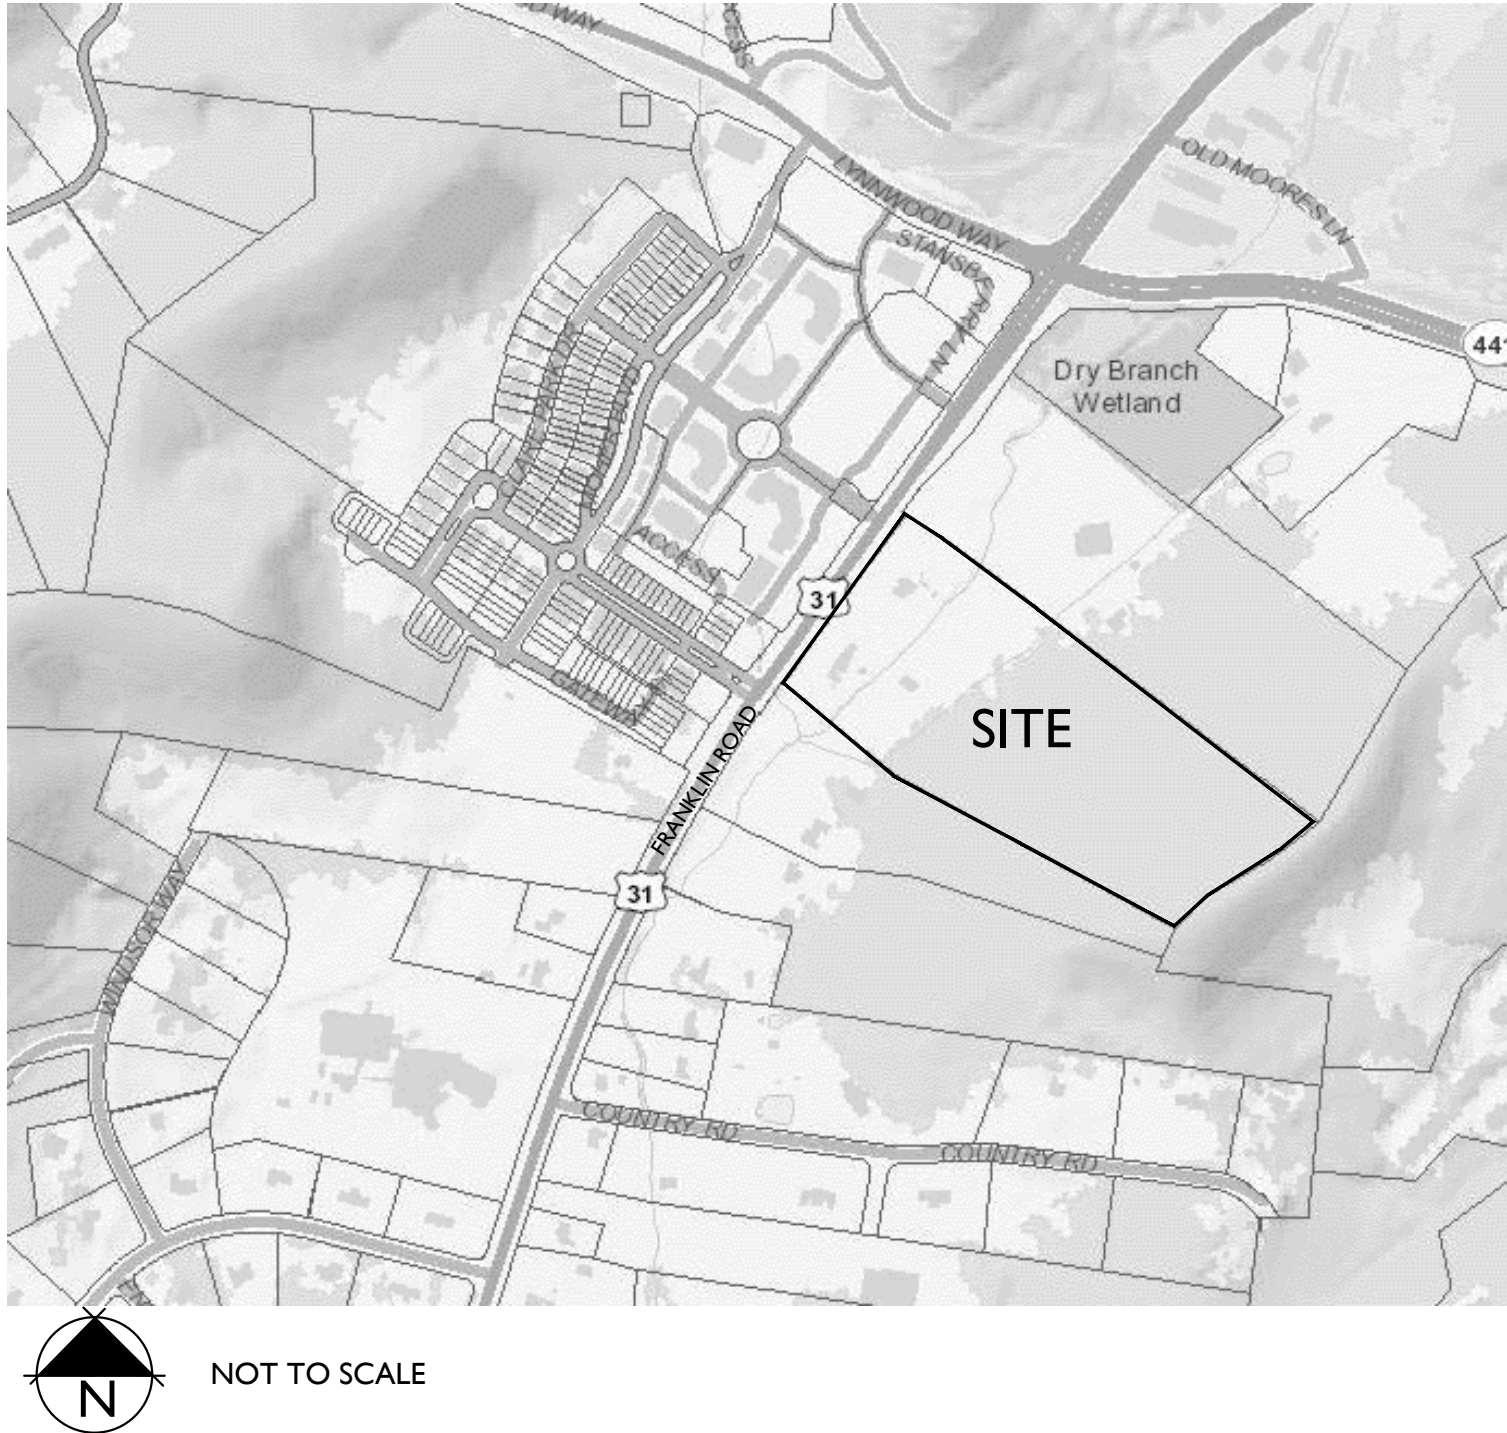 LYNNWOOD WAY
OLD MOORES LN
441
Dry Branch
Wetland
ACCESS
31
GATEWAY
SITE
FRANKLIN ROAD
31
WINDSOR WAY
COUNTRY RD
COUNTRY RD
N
NOT TO SCALE